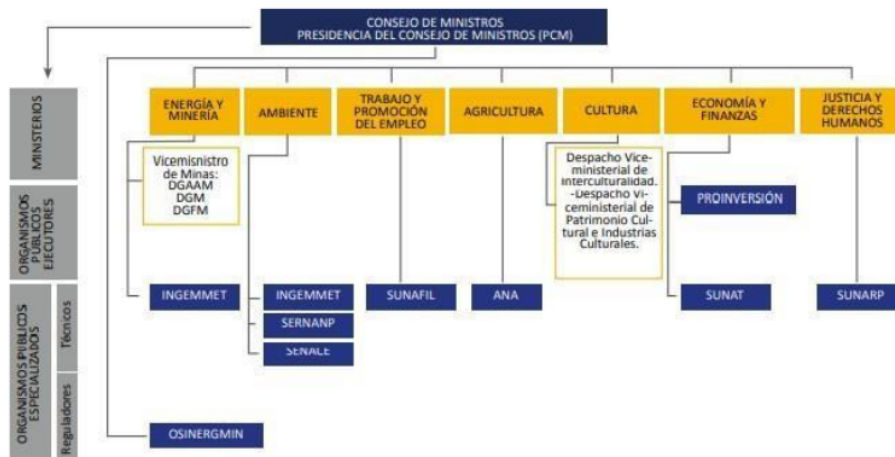 CONSEJO DE MINISTROS
PRESIDENCIA DEL CONSEJO DE MINISTROS (PCM)
MINISTERIOS
ENERGÍA Y
MINERÍA
AMBIENTE
TRABAJO Y
PROMOCIÓN
DEL EMPLEO
AGRICULTURA
CULTURA
ECONOMÍA Y
FINANZAS
JUSTICIA Y
DERECHOS
HUMANOS
Vicemisnistro
de Minas:
DGAAM
DGM
DGFM
Despacho Vice-
ministerial de
Interculturalidad.
-Despacho Vi-
ceministerial de
Patrimonio Cul-
tural e Industrias
Culturales.
ORGANISMOS
PÚBLICOS
EJECUTORES
PROINVERSIÓN
ORGANISMOS PÚBLICOS
ESPECIALIZADOS
Técnicos
INGEMMET
INGEMMET
SUNAFIL
ANA
SUNAT
SUNARP
SERNANP
SENACE
Reguladores
OSINERGMIN